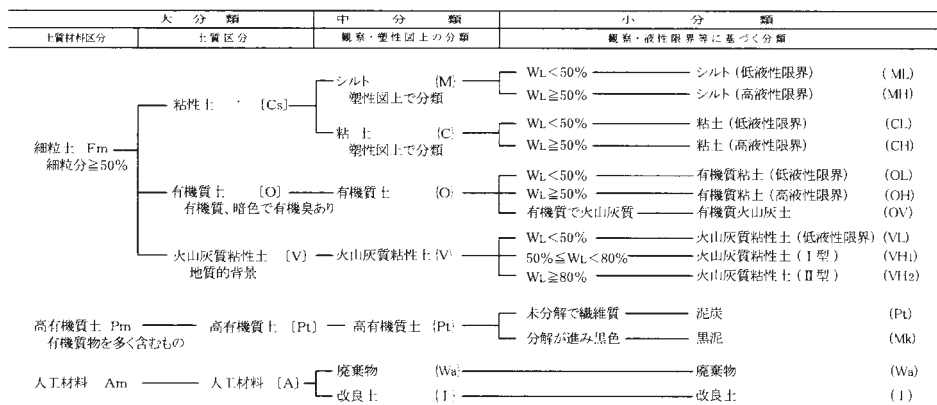 大分類 中分類 小分類
土質材料区分 土質区分 観察・塑性図上の分類 観察・液性限界等に基づく分類
細粒土 Fm
細粒分≧50%
粘性土 [Cs]
シルト {M}
塑性図上で分類
WL<50% シルト(低液性限界) (ML)
WL≧50% シルト(高液性限界) (MH)
粘土 {C}
塑性図上で分類
WL<50% 粘土(低液性限界) (CL)
WL≧50% 粘土(高液性限界) (CH)
有機質土 [O] 有機質土 {O}
有機質、暗色で有機臭あり
WL<50% 有機質粘土(低液性限界) (OL)
WL≧50% 有機質粘土(高液性限界) (OH)
有機質で火山灰質 有機質火山灰土 (OV)
火山灰質粘性土 [V] 火山灰質粘性土{V}
地質的背景
WL<50% 火山灰質粘性土(低液性限界) (VL)
50%≦WL<80% 火山灰質粘性土(Ⅰ型) (VH1)
WL≧80% 火山灰質粘性土(Ⅱ型) (VH2)
高有機質土 Pm 高有機質土 [Pt] 高有機質土 {Pt}
有機質物を多く含むもの
未分解で繊維質 泥炭 (Pt)
分解が進み黒色 黒泥 (Mk)
人工材料 Am 人工材料 [A]
廃棄物 {Wa} 廃棄物 (Wa)
改良土 {I} 改良土 (I)